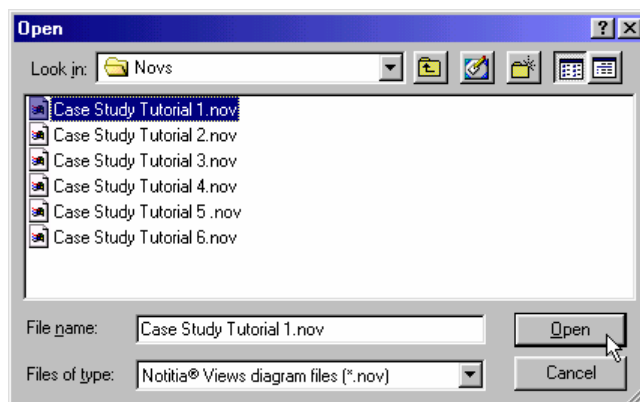 Open
Look in: Novs
Case Study Tutorial 1.nov
Case Study Tutorial 2.nov
Case Study Tutorial 3.nov
Case Study Tutorial 4.nov
Case Study Tutorial 5 .nov
Case Study Tutorial 6.nov
File name: Case Study Tutorial 1.nov Open
Files of type: Notitia® Views diagram files (*.nov) Cancel